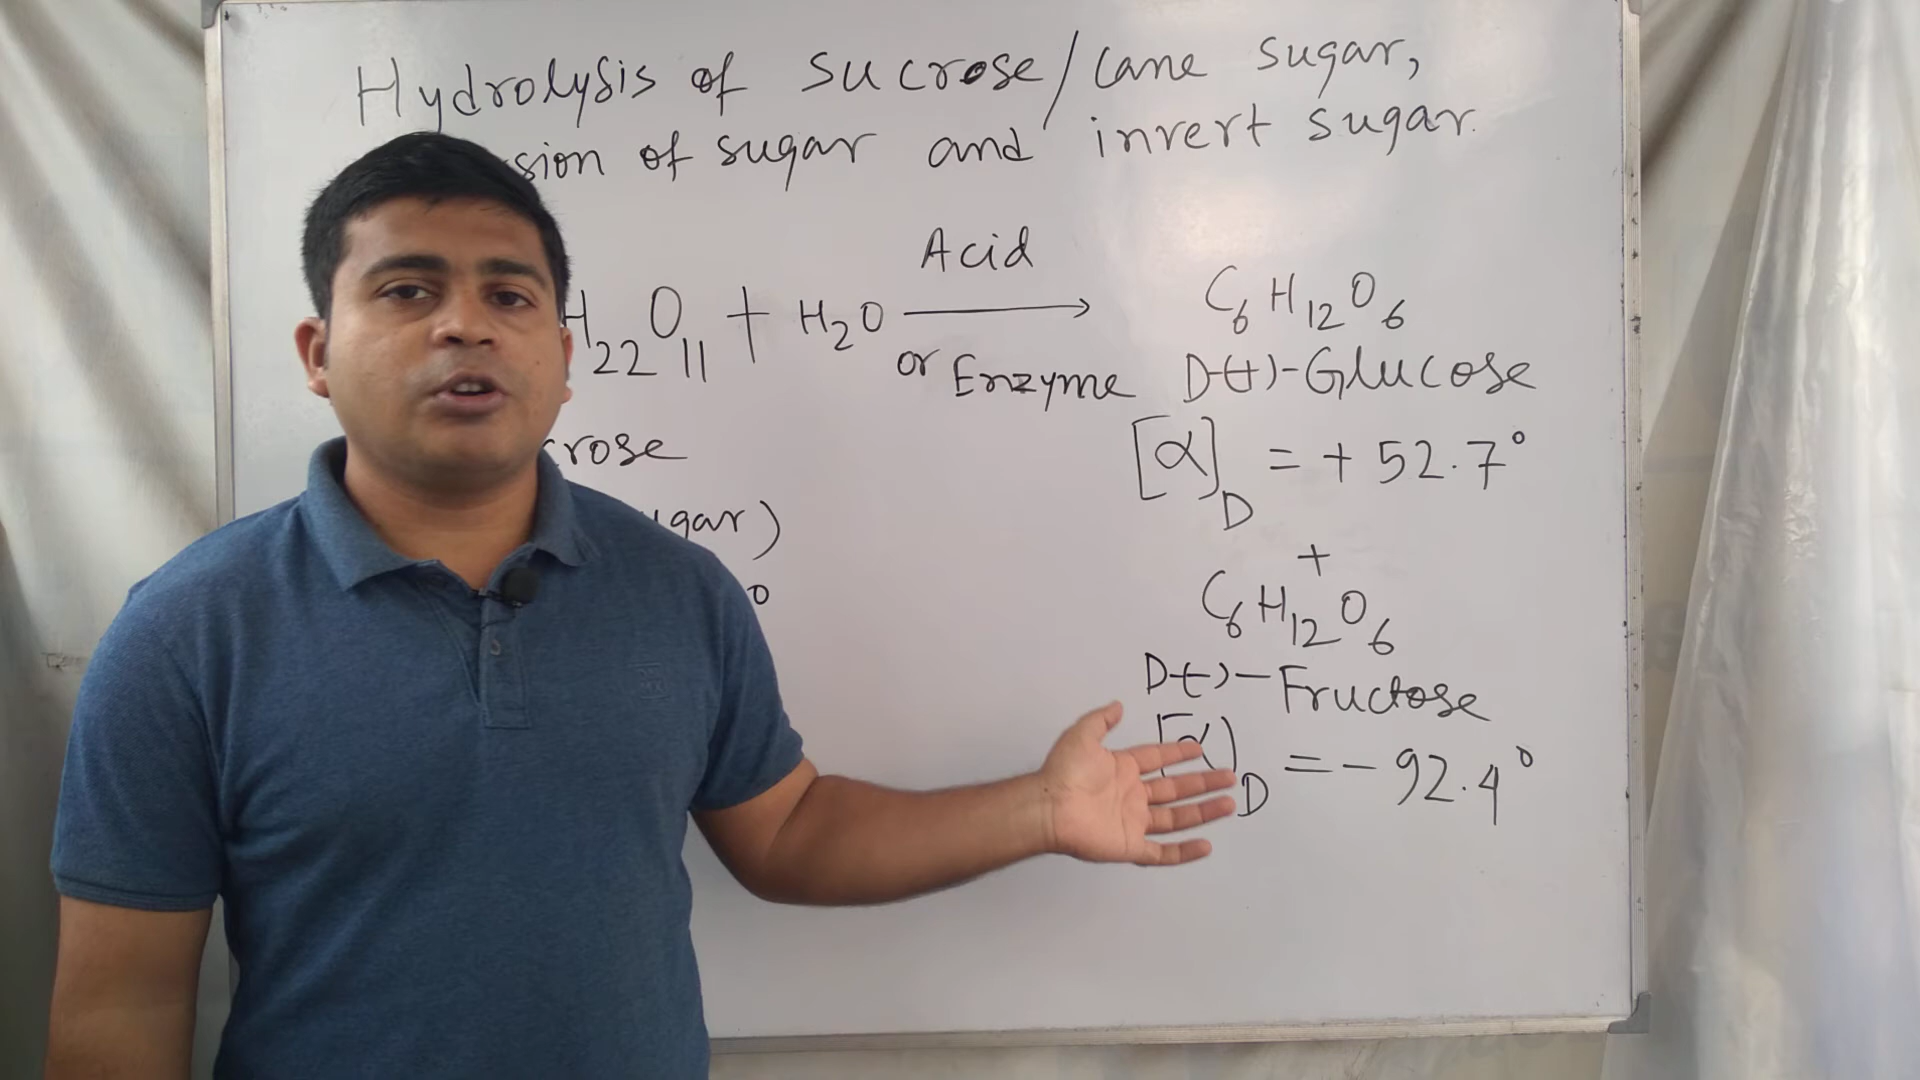 Hydrolysis of sucrose/cane sugar,
sion of sugar and invert sugar.
Acid
H22O11 + H2O ⟶ C6H12O6
or Enzyme D-(+)-Glucose
[α]D = + 52.7°
crose
ugar)
+
o
C6H12O6
D-(-)-Fructose
[α]D = - 92.4°